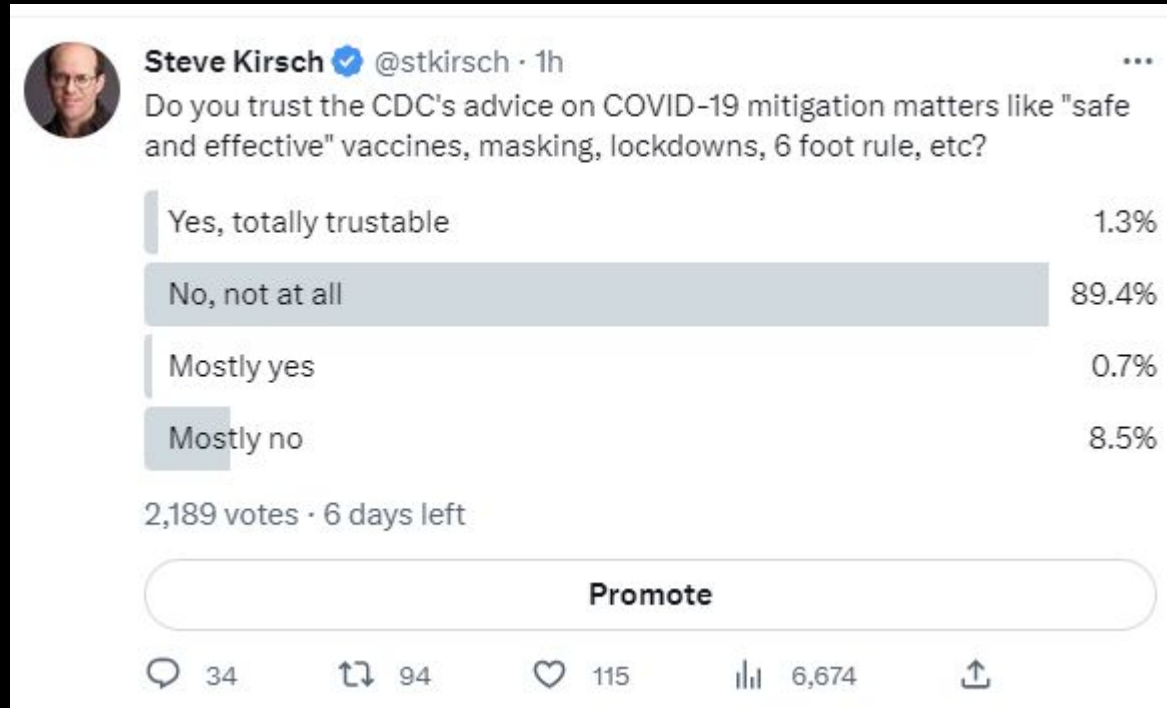 Steve Kirsch @stkirsch · 1h
Do you trust the CDC's advice on COVID-19 mitigation matters like "safe
and effective" vaccines, masking, lockdowns, 6 foot rule, etc?
Yes, totally trustable 1.3%
No, not at all 89.4%
Mostly yes 0.7%
Mostly no 8.5%
2,189 votes · 6 days left
Promote
34 94 115 6,674